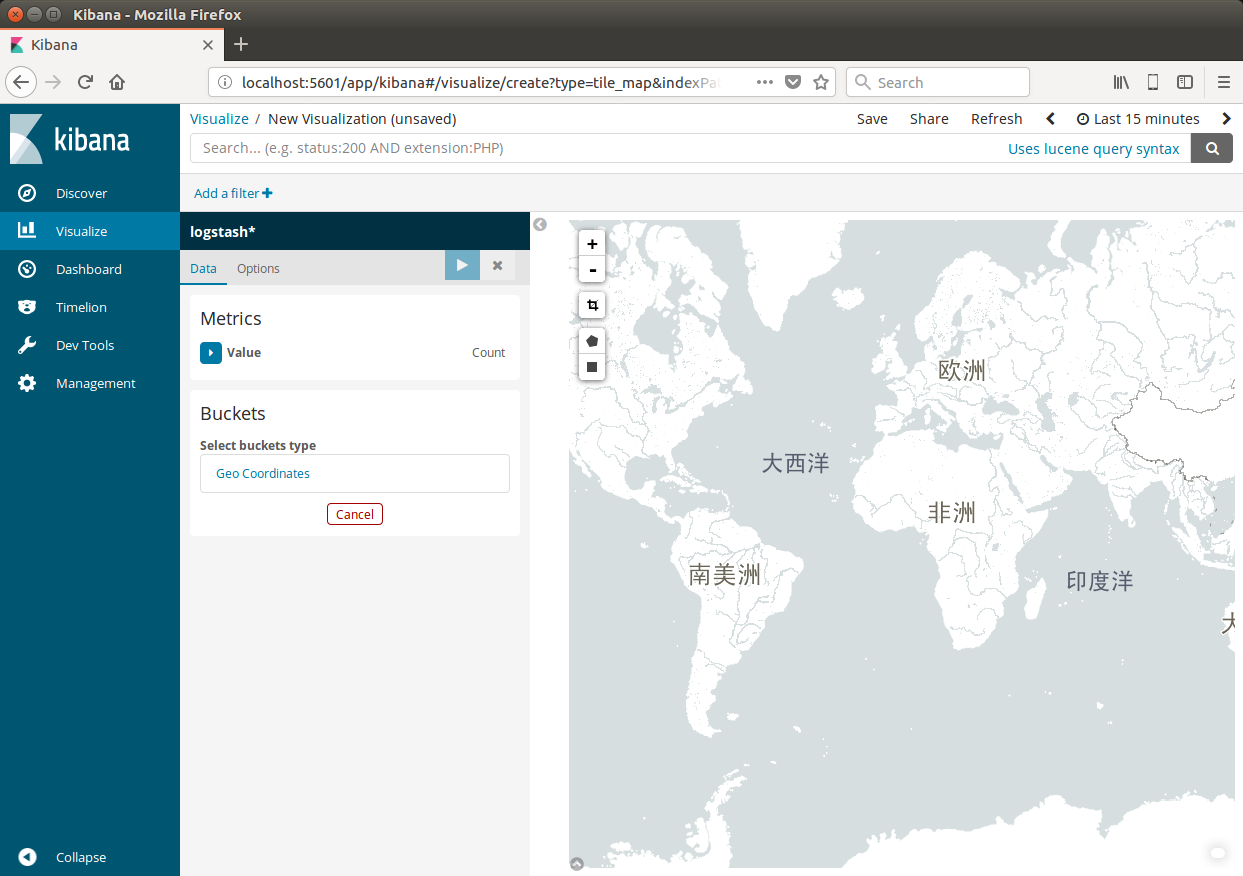 Kibana - Mozilla Firefox
Kibana
localhost:5601/app/kibana#/visualize/create?type=tile_map&indexPa
Search
kibana
Visualize / New Visualization (unsaved)
Save Share Refresh Last 15 minutes
Search... (e.g. status:200 AND extension:PHP)
Uses lucene query syntax
Add a filter
Discover
Visualize
Dashboard
Timelion
Dev Tools
Management
Collapse
logstash*
Data Options
Metrics
Value Count
Buckets
Select buckets type
Geo Coordinates
Cancel
+
-
欧洲
大西洋
非洲
南美洲
印度洋
大